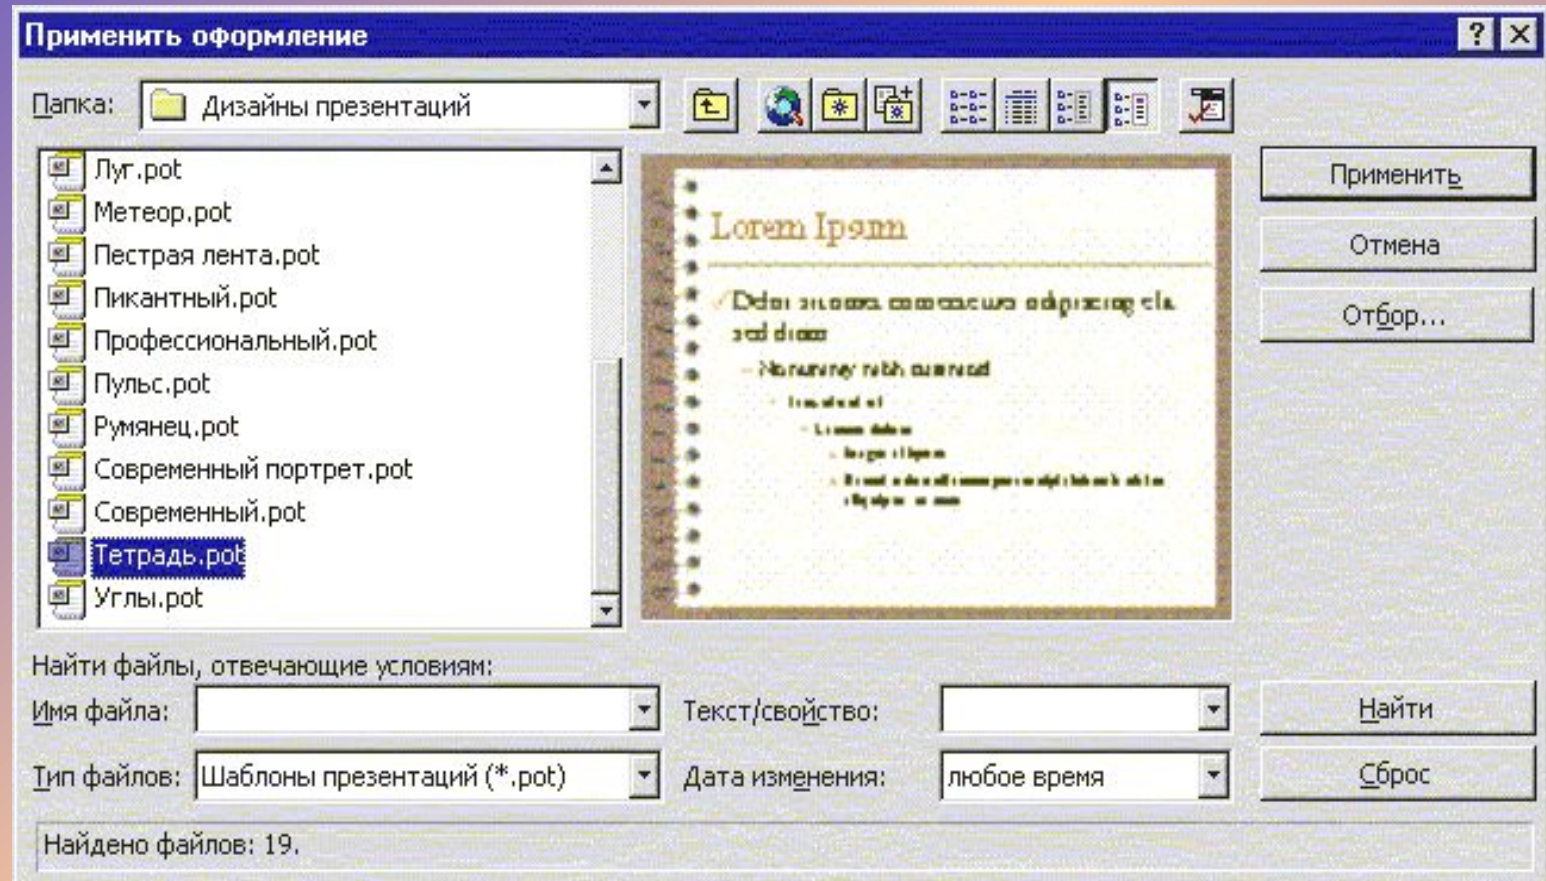 Применить оформление
Папка: Дизайны презентаций
Луг.pot
Метеор.pot
Пестрая лента.pot
Пикантный.pot
Профессиональный.pot
Пульс.pot
Румянец.pot
Современный портрет.pot
Современный.pot
Тетрадь.pot
Углы.pot
Lorem Ipsum
sed diam
Применить
Отмена
Отбор...
Найти файлы, отвечающие условиям:
Имя файла: Текст/свойство: Найти
Тип файлов: Шаблоны презентаций (*.pot) Дата изменения: любое время Сброс
Найдено файлов: 19.